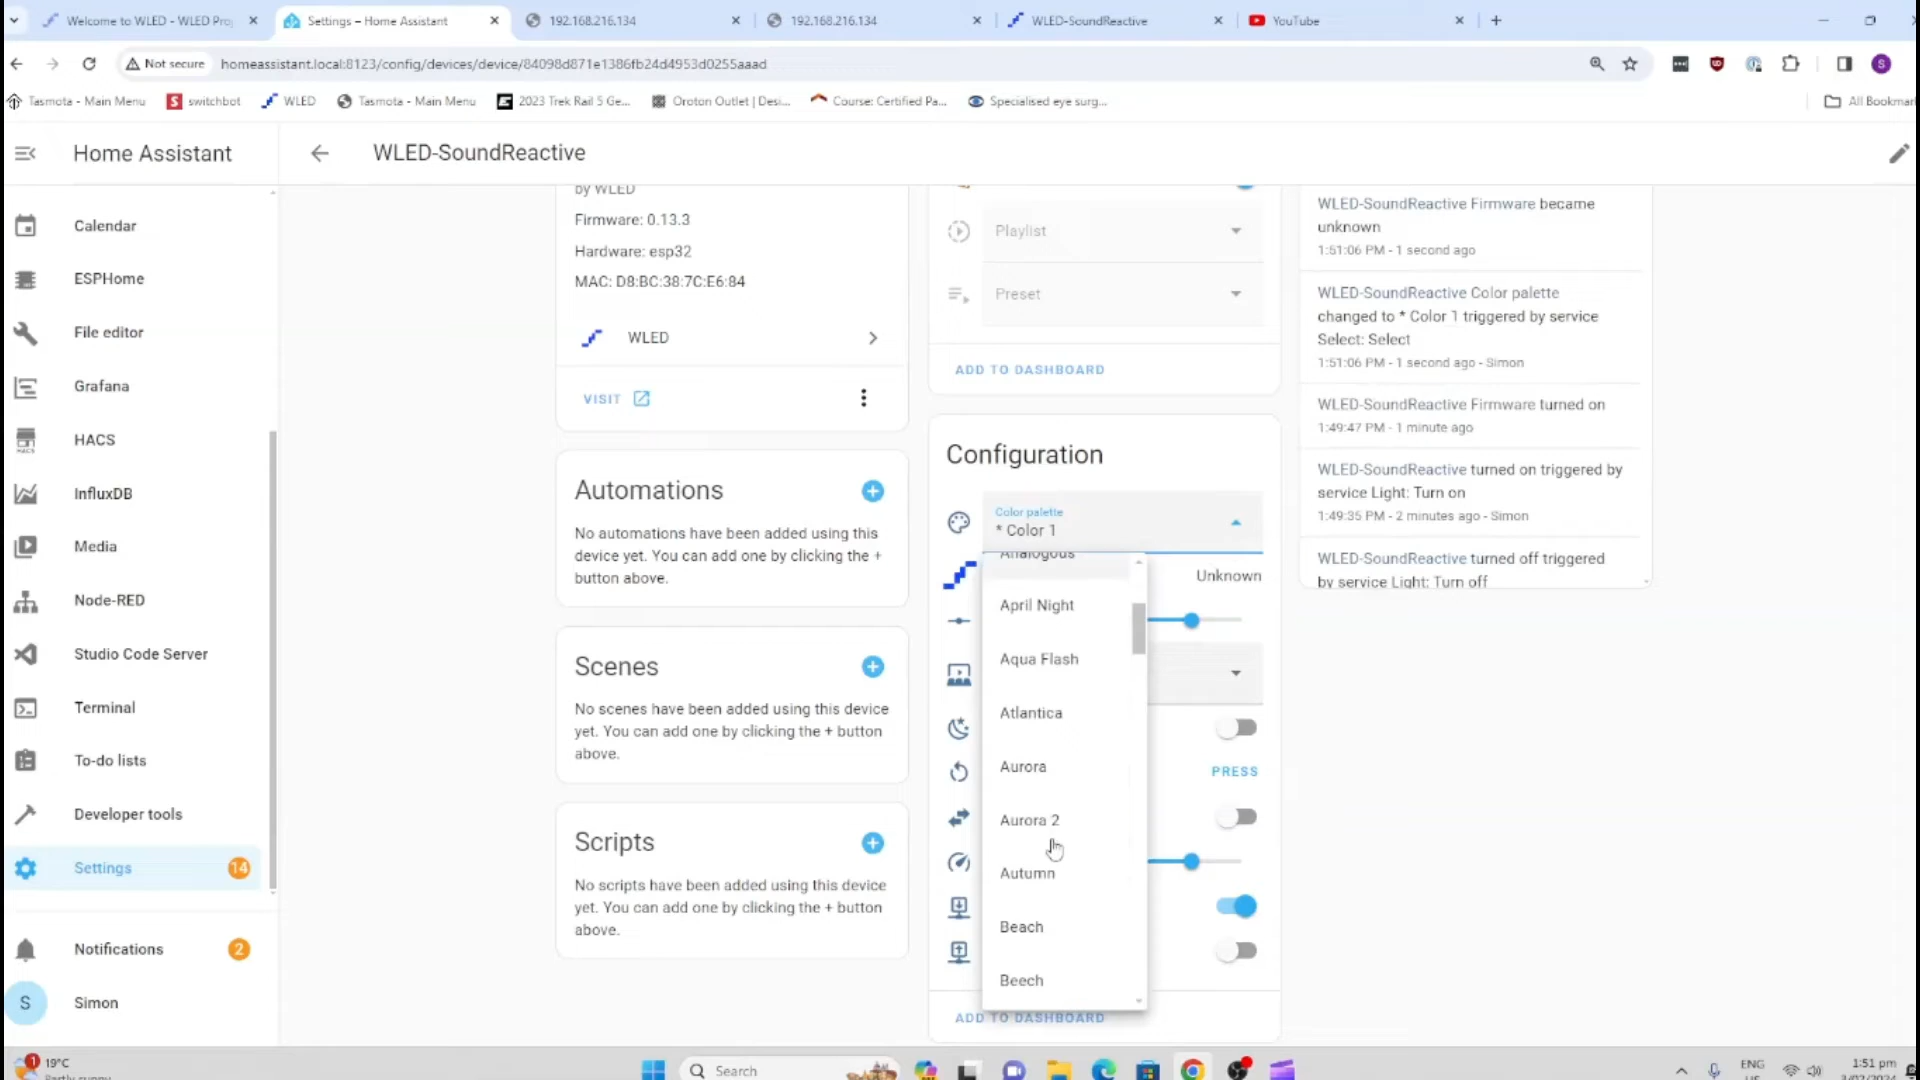 Welcome to WLED - WLED Proj
Settings – Home Assistant
192.168.216.134
192.168.216.134
WLED-SoundReactive
YouTube
Not secure
homeassistant.local:8123/config/devices/device/84098d871e1386fb24d4953d0255aaad
S
Tasmota - Main Menu
switchbot
WLED
Tasmota - Main Menu
2023 Trek Rail 5 Ge...
Oroton Outlet | Desi...
Course: Certified Pa...
Specialised eye surg...
All Bookmar
Home Assistant
WLED-SoundReactive
Calendar
ESPHome
File editor
Grafana
HACS
InfluxDB
Media
Node-RED
Studio Code Server
Terminal
To-do lists
Developer tools
Settings
14
Notifications
2
S
Simon
by WLED
Firmware: 0.13.3
Hardware: esp32
MAC: D8:BC:38:7C:E6:84
WLED
VISIT
Automations
No automations have been added using this
device yet. You can add one by clicking the +
button above.
Scenes
No scenes have been added using this device
yet. You can add one by clicking the + button
above.
Scripts
No scripts have been added using this device
yet. You can add one by clicking the + button
above.
Playlist
Preset
ADD TO DASHBOARD
Configuration
Color palette
* Color 1
Analogous
April Night
Aqua Flash
Atlantica
Aurora
Aurora 2
Autumn
Beach
Beech
Unknown
PRESS
ADD TO DASHBOARD
WLED-SoundReactive Firmware became
unknown
1:51:06 PM - 1 second ago
WLED-SoundReactive Color palette
changed to * Color 1 triggered by service
Select: Select
1:51:06 PM - 1 second ago - Simon
WLED-SoundReactive Firmware turned on
1:49:47 PM - 1 minute ago
WLED-SoundReactive turned on triggered by
service Light: Turn on
1:49:35 PM - 2 minutes ago - Simon
WLED-SoundReactive turned off triggered
by service Light: Turn off
1
19°C
Partly sunny
Search
ENG
1:51 pm